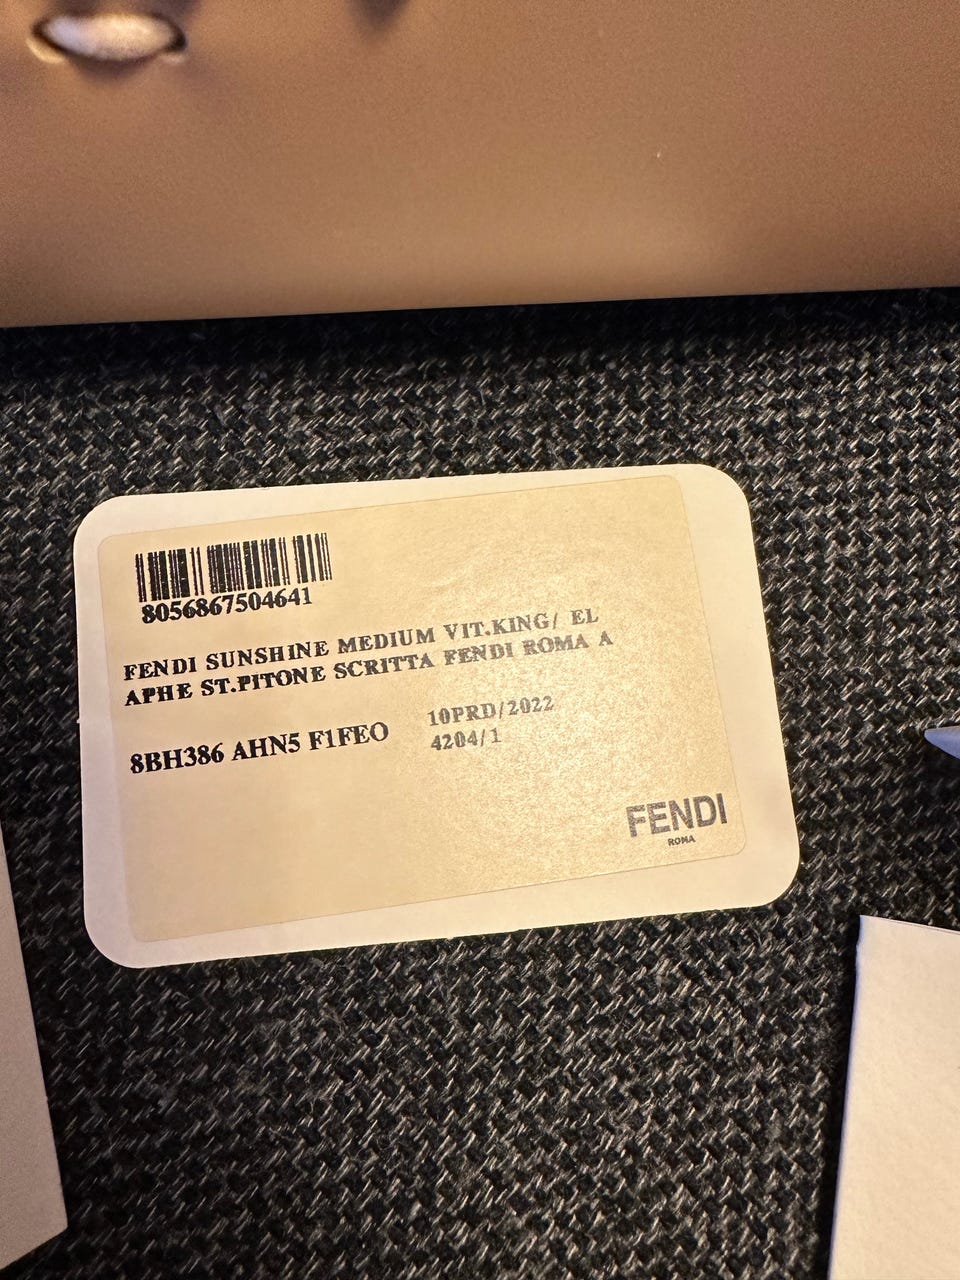 8056867504641
FENDI SUNSHINE MEDIUM VIT.KING/ EL
APHE ST.PITONE SCRITTA FENDI ROMA A
8BH386 AHN5 F1FEO
10PRD/2022
4204/1
FENDI
ROMA